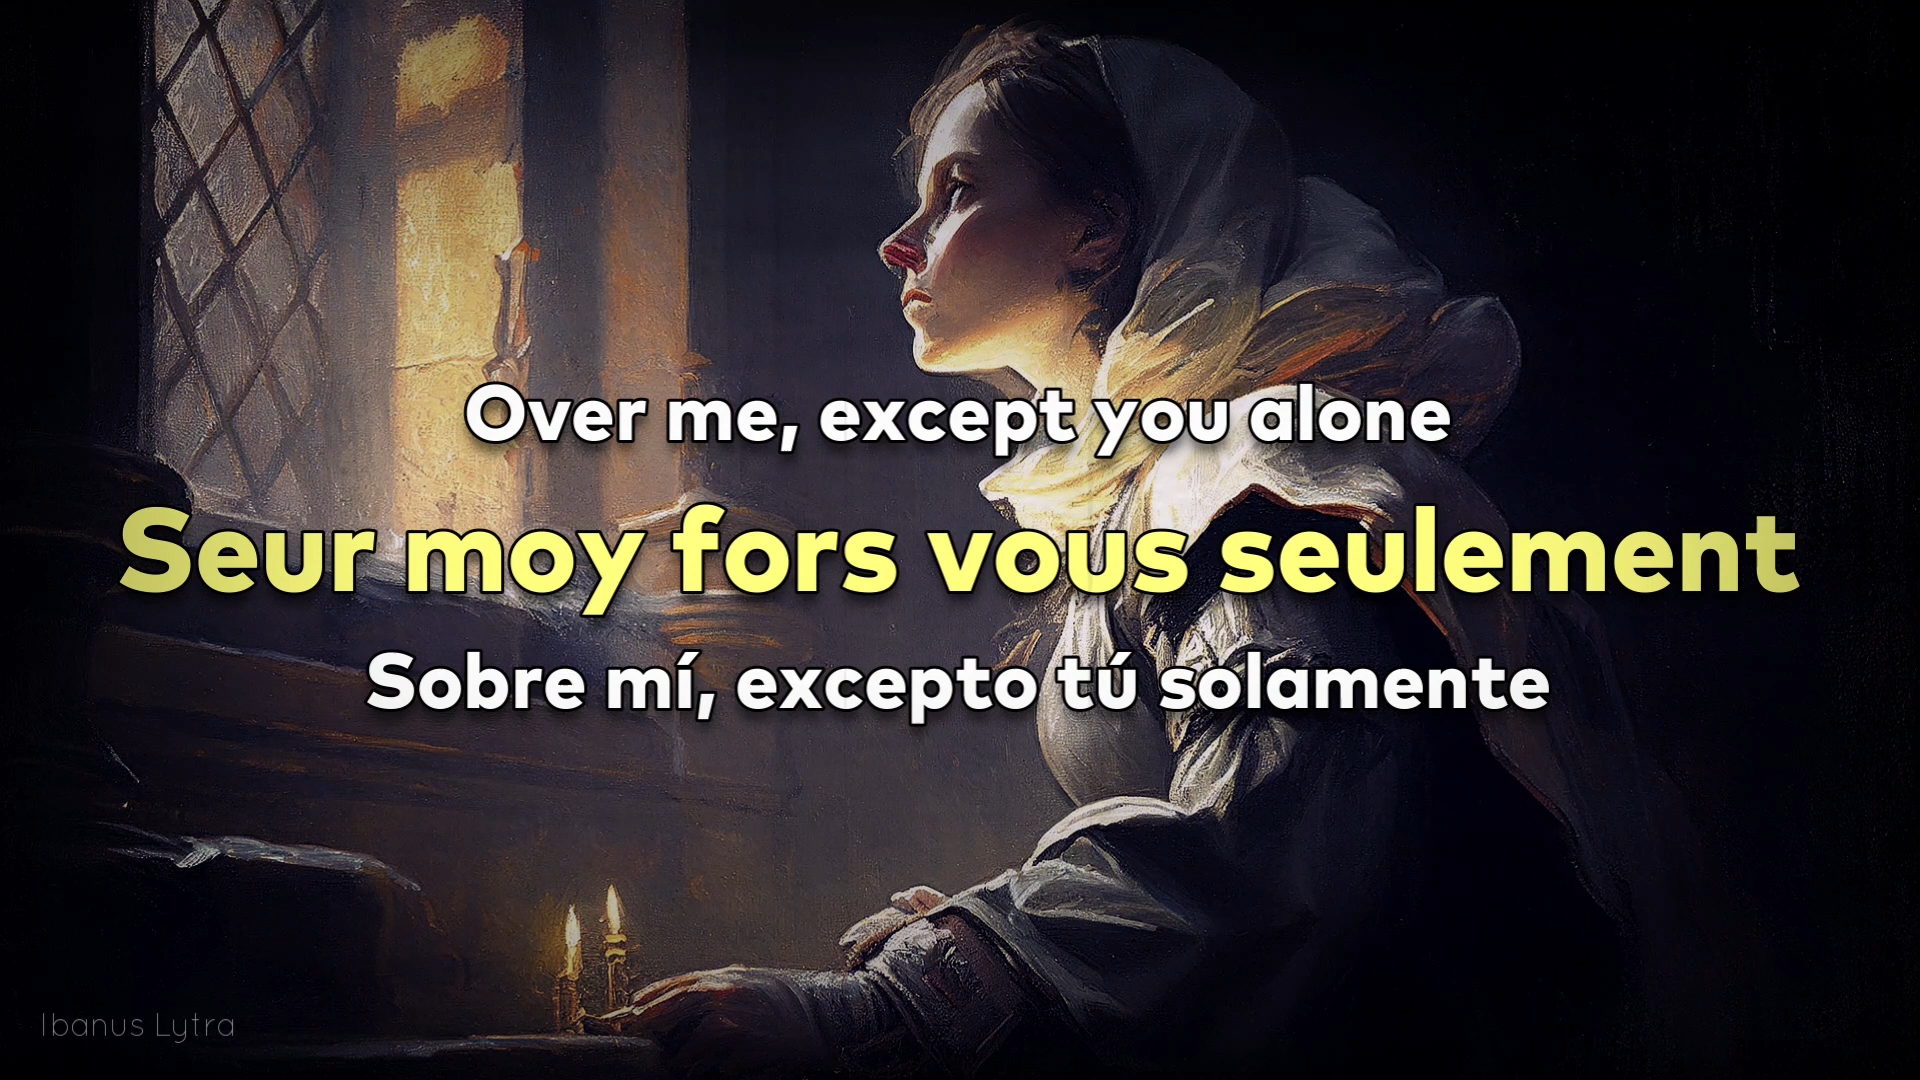 Over me, except you alone
Seur moy fors vous seulement
Sobre mí, excepto tú solamente
Ibanus Lytra